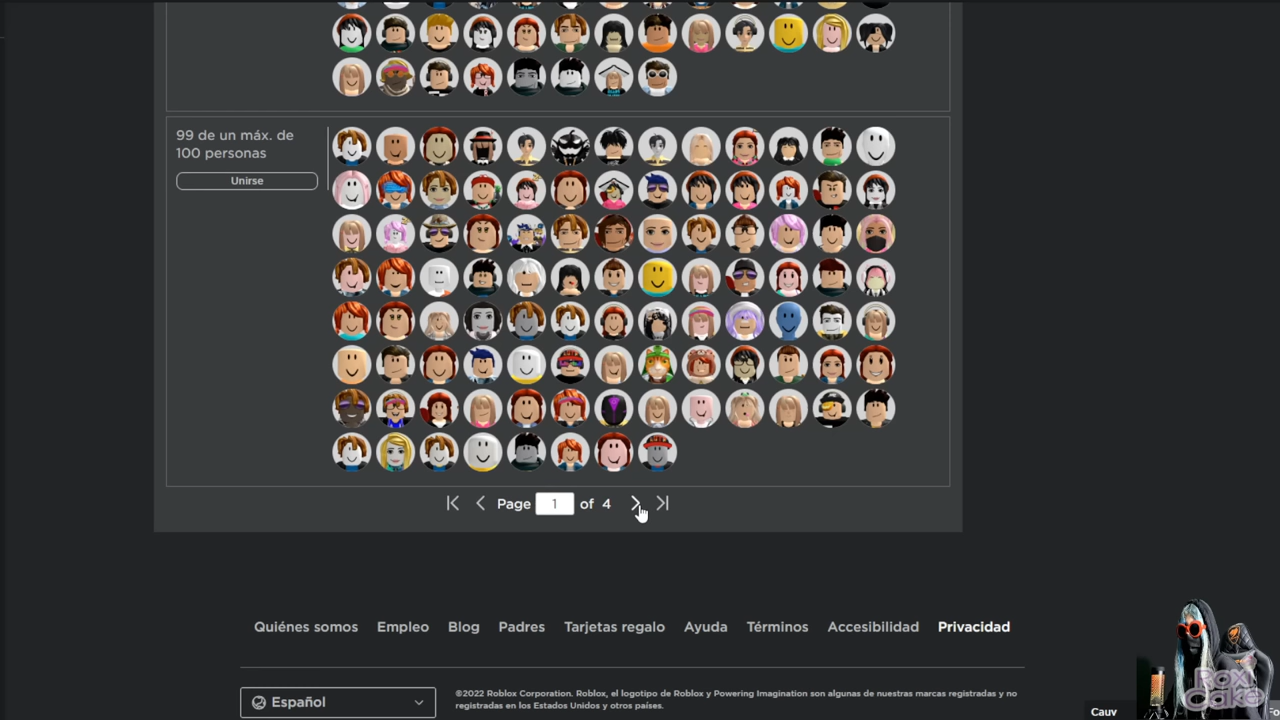 99 de un máx. de
100 personas
Unirse
Page 1 of 4
Quiénes somos Empleo Blog Padres Tarjetas regalo Ayuda Términos Accesibilidad Privacidad
Español
©2022 Roblox Corporation. Roblox, el logotipo de Roblox y Powering Imagination son algunas de nuestras marcas registradas y no
registradas en los Estados Unidos y otros países.
Cauv
Fo